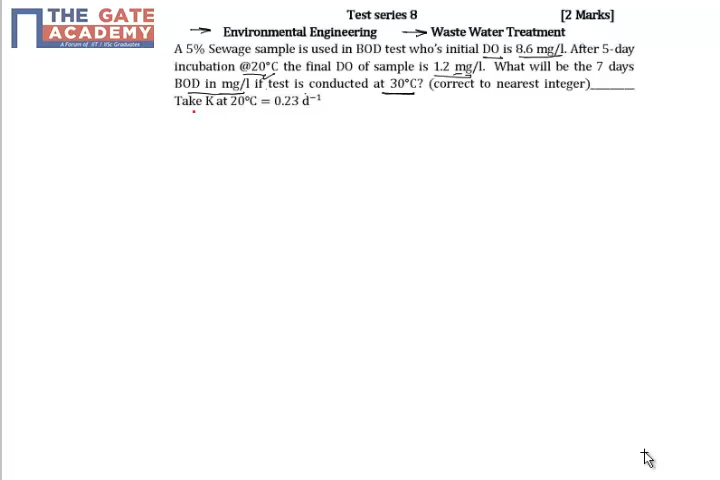 THE GATE
ACADEMY
A Forum of IIT / IISc Graduates
Test series 8 [2 Marks]
Environmental Engineering → Waste Water Treatment
A 5% Sewage sample is used in BOD test who's initial DO is 8.6 mg/l. After 5-day
incubation @20°C the final DO of sample is 1.2 mg/l. What will be the 7 days
BOD in mg/l if test is conducted at 30°C? (correct to nearest integer)______
Take K at 20°C = 0.23 d⁻¹